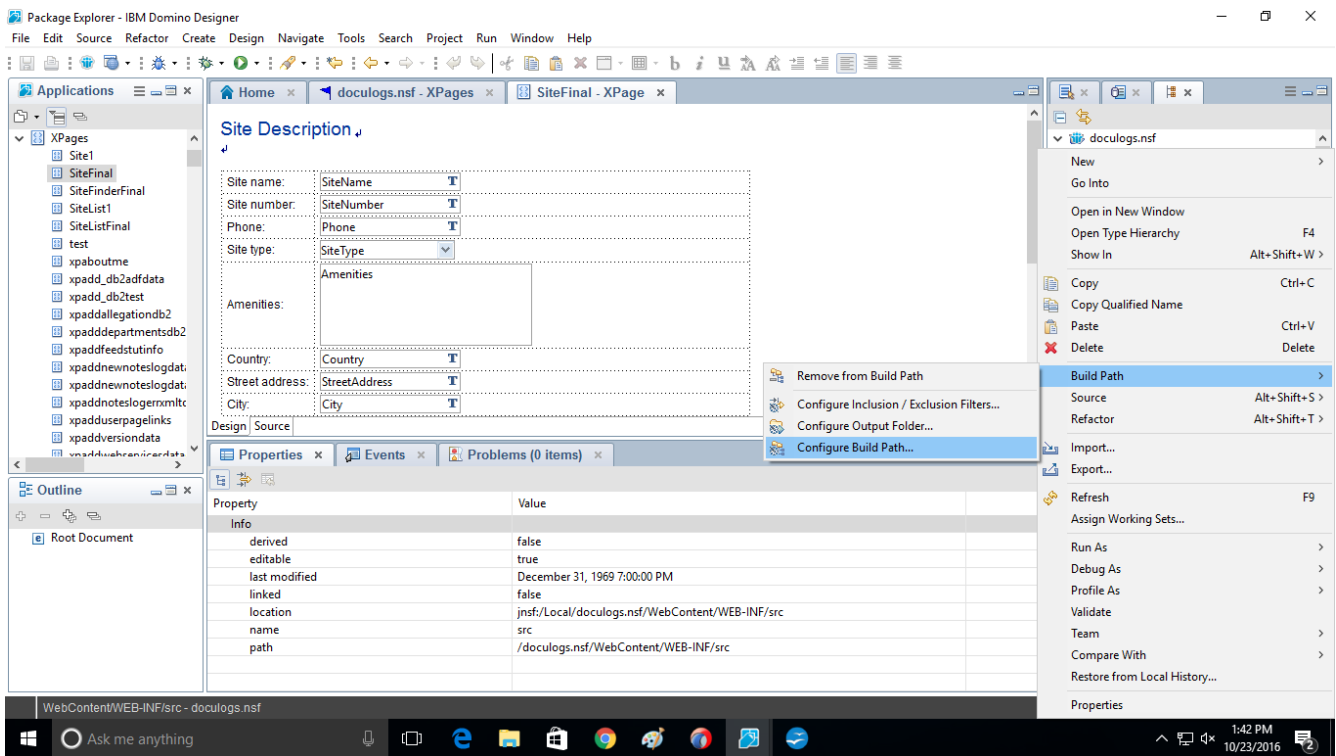 Package Explorer - IBM Domino Designer
File Edit Source Refactor Create Design Navigate Tools Search Project Run Window Help
Applications
Home
doculogs.nsf - XPages
SiteFinal - XPage
XPages
Site1
SiteFinal
SiteFinderFinal
SiteList1
SiteListFinal
test
xpaboutme
xpadd_db2adfdata
xpadd_db2test
xpaddallegationdb2
xpadddepartmentsdb2
xpaddfeedstutinfo
xpaddnewnoteslogdat
xpaddnewnoteslogdat
xpaddnoteslogerrxmltc
xpadduserpagelinks
xpaddversiondata
xpaddwebservicesdata
Outline
Root Document
Site Description
Site name: SiteName T
Site number: SiteNumber T
Phone: Phone T
Site type: SiteType
Amenities: Amenities
Country: Country T
Street address: StreetAddress T
City: City T
Design Source
Properties
Events
Problems (0 items)
Property Value
Info
derived false
editable true
last modified December 31, 1969 7:00:00 PM
linked false
location jnsf:/Local/doculogs.nsf/WebContent/WEB-INF/src
name src
path /doculogs.nsf/WebContent/WEB-INF/src
Remove from Build Path
Configure Inclusion / Exclusion Filters...
Configure Output Folder...
Configure Build Path...
doculogs.nsf
New
Go Into
Open in New Window
Open Type Hierarchy F4
Show In Alt+Shift+W
Copy Ctrl+C
Copy Qualified Name
Paste Ctrl+V
Delete Delete
Build Path
Source Alt+Shift+S
Refactor Alt+Shift+T
Import...
Export...
Refresh F9
Assign Working Sets...
Run As
Debug As
Profile As
Validate
Team
Compare With
Restore from Local History...
Properties
WebContent/WEB-INF/src - doculogs.nsf
Ask me anything
1:42 PM
10/23/2016